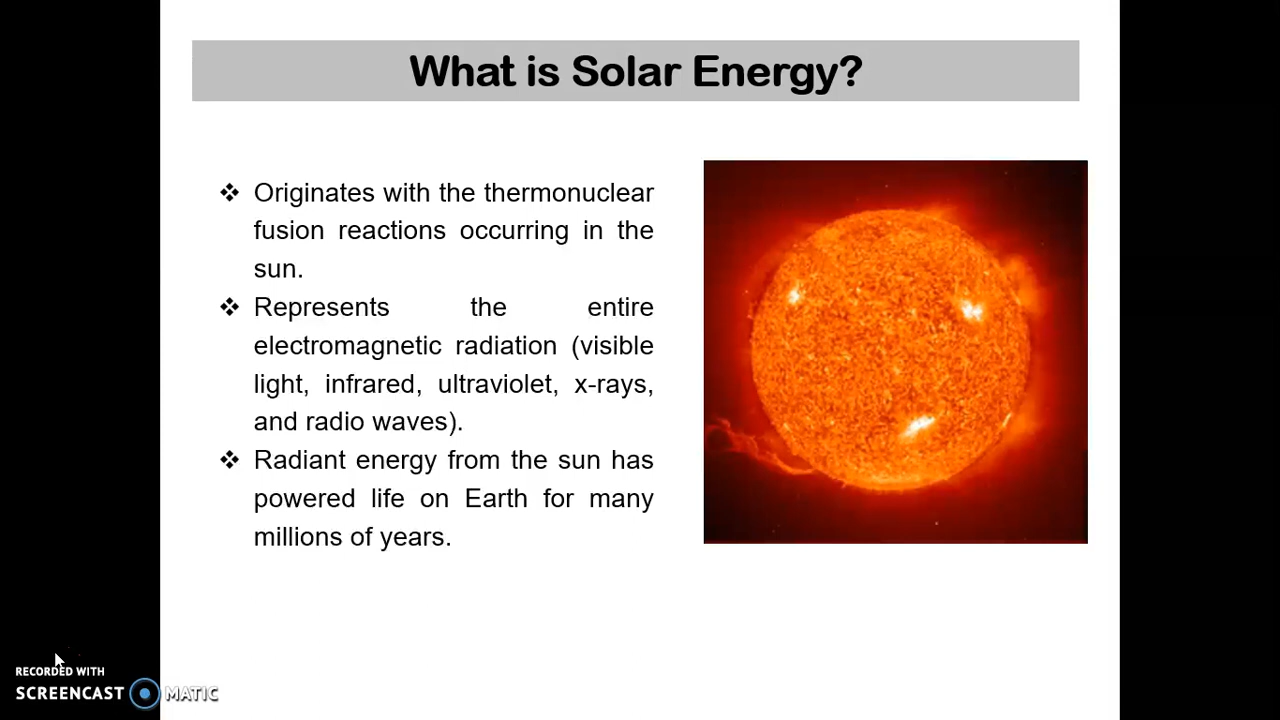 What is Solar Energy?
❖ Originates with the thermonuclear
fusion reactions occurring in the
sun.
❖ Represents the entire
electromagnetic radiation (visible
light, infrared, ultraviolet, x-rays,
and radio waves).
❖ Radiant energy from the sun has
powered life on Earth for many
millions of years.
RECORDED WITH
SCREENCAST MATIC